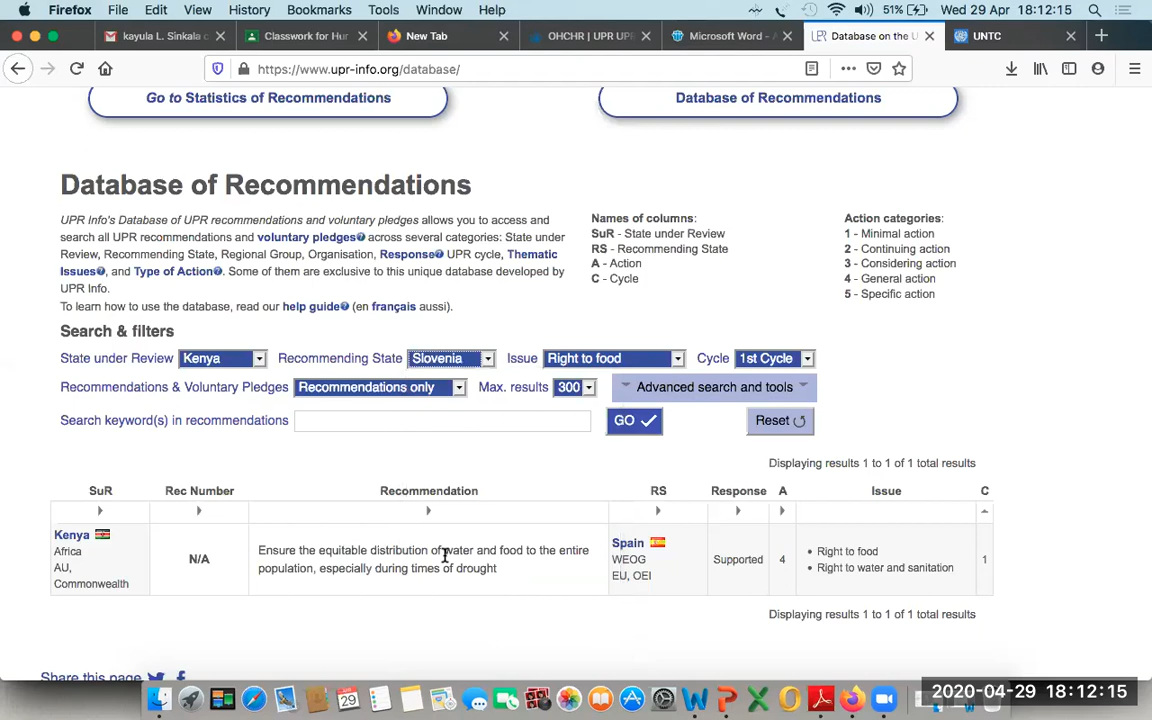 Firefox File Edit View History Bookmarks Tools Window Help 51% Wed 29 Apr 18:12:15
kayula L. Sinkala × Classwork for Hur × New Tab × OHCHR | UPR UPR × Microsoft Word - A × Database on the U × UNTC ×
https://www.upr-info.org/database/
Go to Statistics of Recommendations Database of Recommendations
Database of Recommendations
UPR Info's Database of UPR recommendations and voluntary pledges allows you to access and
search all UPR recommendations and voluntary pledges across several categories: State under
Review, Recommending State, Regional Group, Organisation, Response UPR cycle, Thematic
Issues, and Type of Action. Some of them are exclusive to this unique database developed by
UPR Info.
To learn how to use the database, read our help guide (en français aussi).
Names of columns:
SuR - State under Review
RS - Recommending State
A - Action
C - Cycle
Action categories:
1 - Minimal action
2 - Continuing action
3 - Considering action
4 - General action
5 - Specific action
Search & filters
State under Review Kenya Recommending State Slovenia Issue Right to food Cycle 1st Cycle
Recommendations & Voluntary Pledges Recommendations only Max. results 300 Advanced search and tools
Search keyword(s) in recommendations GO Reset
Displaying results 1 to 1 of 1 total results
SuR Rec Number Recommendation RS Response A Issue C
Kenya
Africa
AU,
Commonwealth
N/A
Ensure the equitable distribution of water and food to the entire
population, especially during times of drought
Spain
WEOG
EU, OEI
Supported
4
• Right to food
• Right to water and sanitation
1
Displaying results 1 to 1 of 1 total results
Share this page
APR
29
2020-04-29 18:12:15